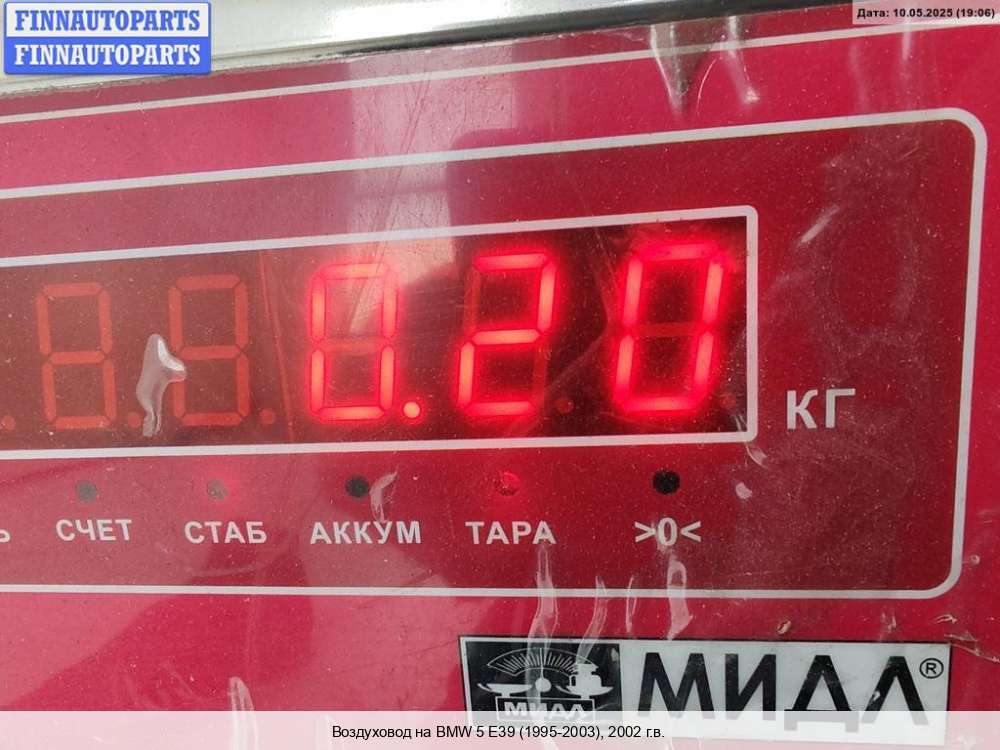 FINNAUTOPARTS
FINNAUTOPARTS
Дата: 10.05.2025 (19:06)
0.20
КГ
СЧЕТ СТАБ АККУМ ТАРА >0<
МИДЛ МИДЛ®
Воздуховод на BMW 5 E39 (1995-2003), 2002 г.в.